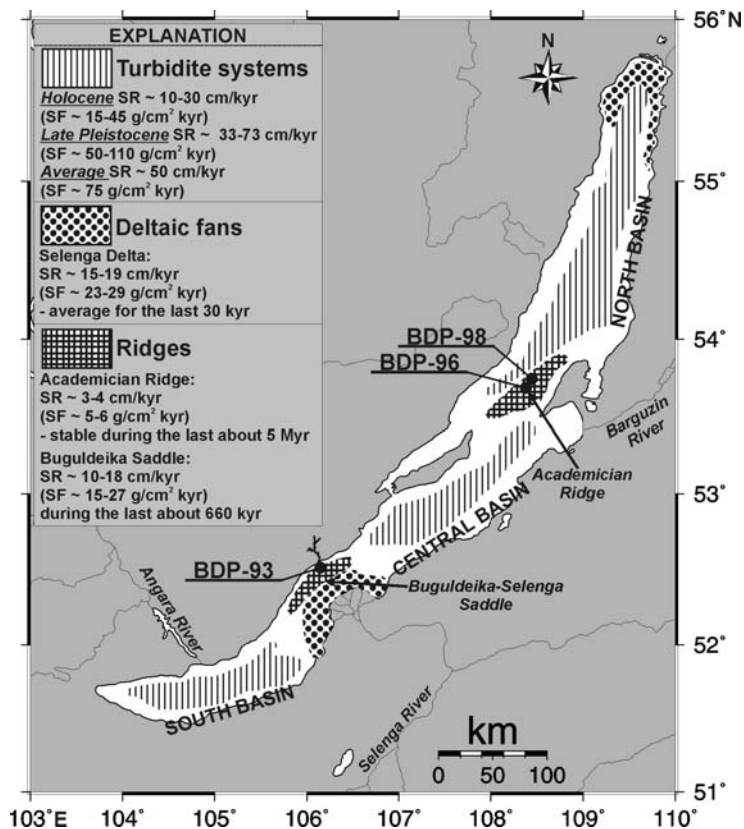 EXPLANATION
Turbidite systems
Holocene SR ~ 10-30 cm/kyr
(SF ~ 15-45 g/cm² kyr)
Late Pleistocene SR ~ 33-73 cm/kyr
(SF ~ 50-110 g/cm² kyr)
Average SR ~ 50 cm/kyr
(SF ~ 75 g/cm² kyr)
Deltaic fans
Selenga Delta:
SR ~ 15-19 cm/kyr
(SF ~ 23-29 g/cm² kyr)
- average for the last 30 kyr
Ridges
Academician Ridge:
SR ~ 3-4 cm/kyr
(SF ~ 5-6 g/cm² kyr)
- stable during the last about 5 Myr
Buguldeika Saddle:
SR ~ 10-18 cm/kyr
(SF ~ 15-27 g/cm² kyr)
during the last about 660 kyr
N
56˚N
55˚
54˚
53˚
52˚
51˚
NORTH BASIN
BDP-98
BDP-96
Barguzin
River
Academician
Ridge
CENTRAL BASIN
BDP-93
Buguldeika-Selenga
Saddle
Angara River
SOUTH BASIN
Selenga River
km
0 50 100
103˚E 104˚ 105˚ 106˚ 107˚ 108˚ 109˚ 110˚